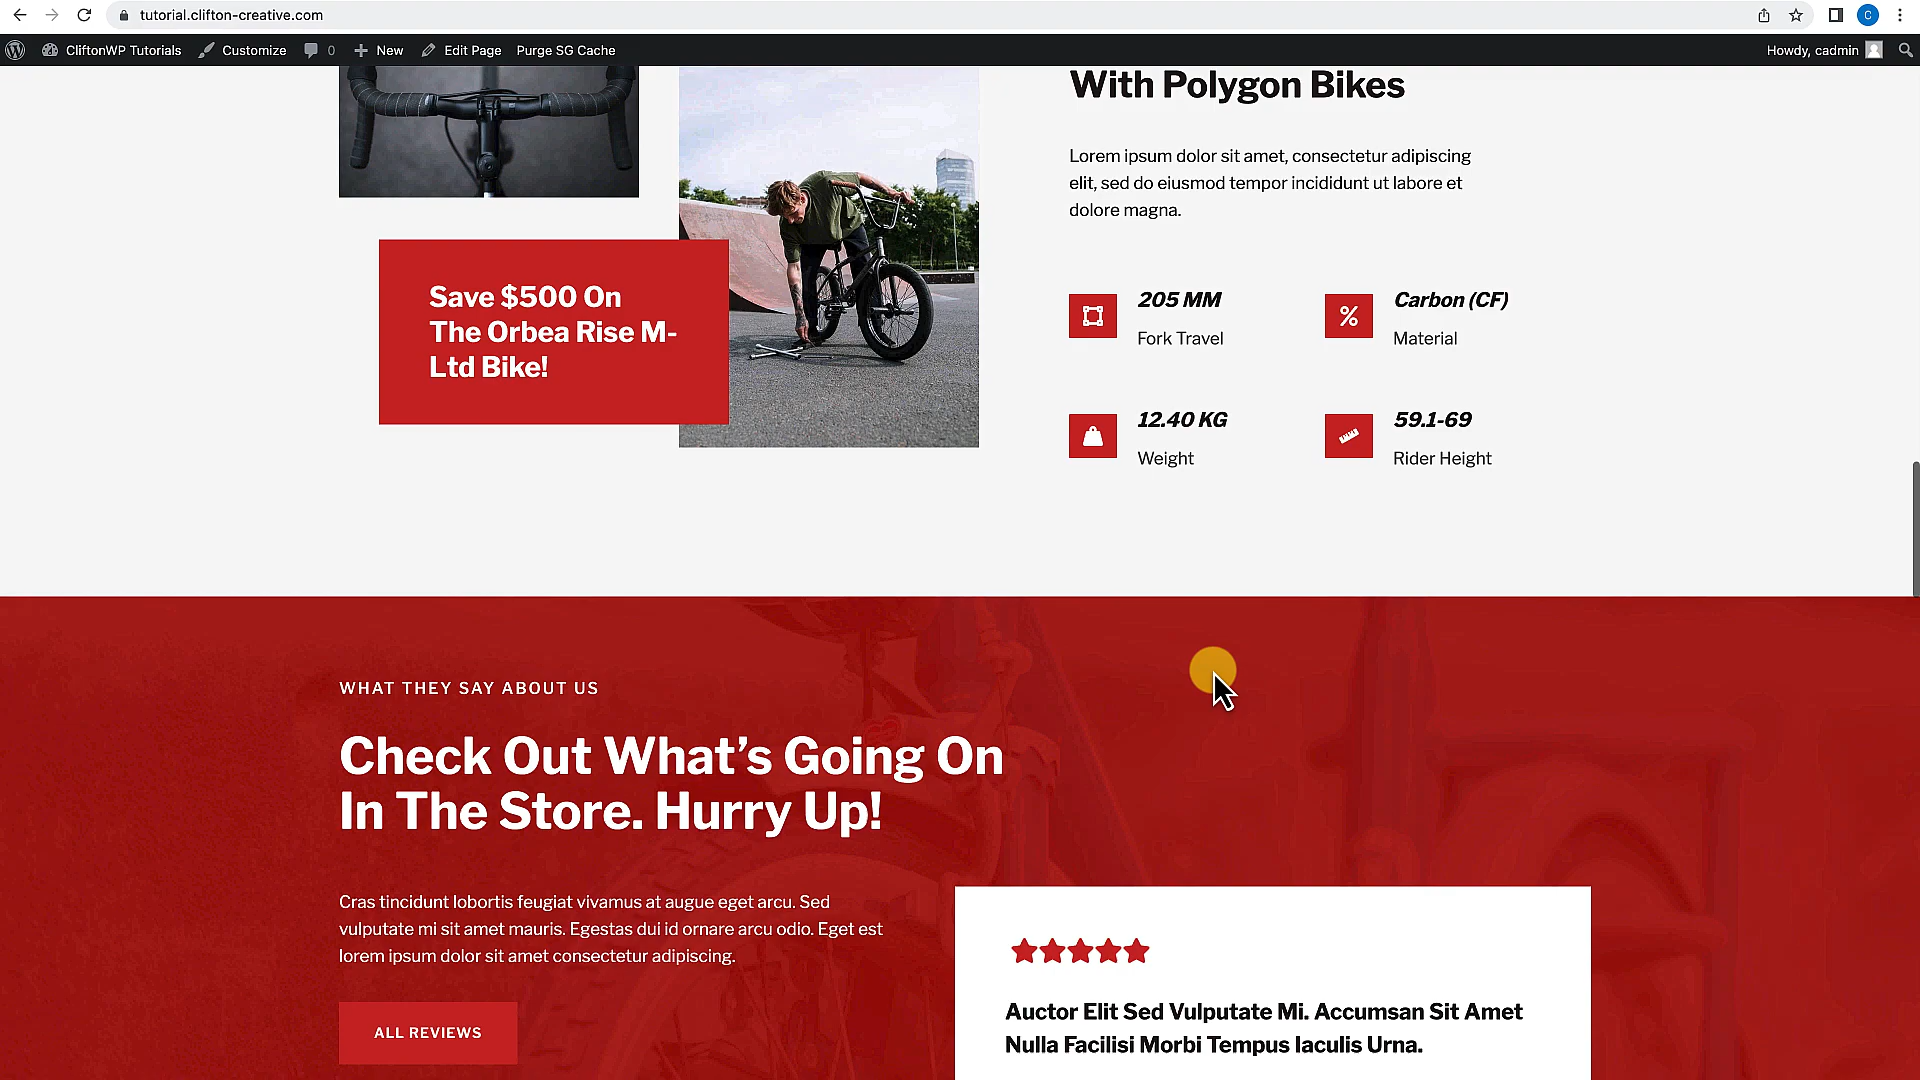 tutorial.clifton-creative.com
C
CliftonWP Tutorials
Customize
0
New
Edit Page
Purge SG Cache
Howdy, cadmin
With Polygon Bikes
Lorem ipsum dolor sit amet, consectetur adipiscing
elit, sed do eiusmod tempor incididunt ut labore et
dolore magna.
Save $500 On
The Orbea Rise M-
Ltd Bike!
205 MM
Fork Travel
%
Carbon (CF)
Material
12.40 KG
Weight
59.1-69
Rider Height
WHAT THEY SAY ABOUT US
Check Out What’s Going On
In The Store. Hurry Up!
Cras tincidunt lobortis feugiat vivamus at augue eget arcu. Sed
vulputate mi sit amet mauris. Egestas dui id ornare arcu odio. Eget est
lorem ipsum dolor sit amet consectetur adipiscing.
ALL REVIEWS
Auctor Elit Sed Vulputate Mi. Accumsan Sit Amet
Nulla Facilisi Morbi Tempus Iaculis Urna.